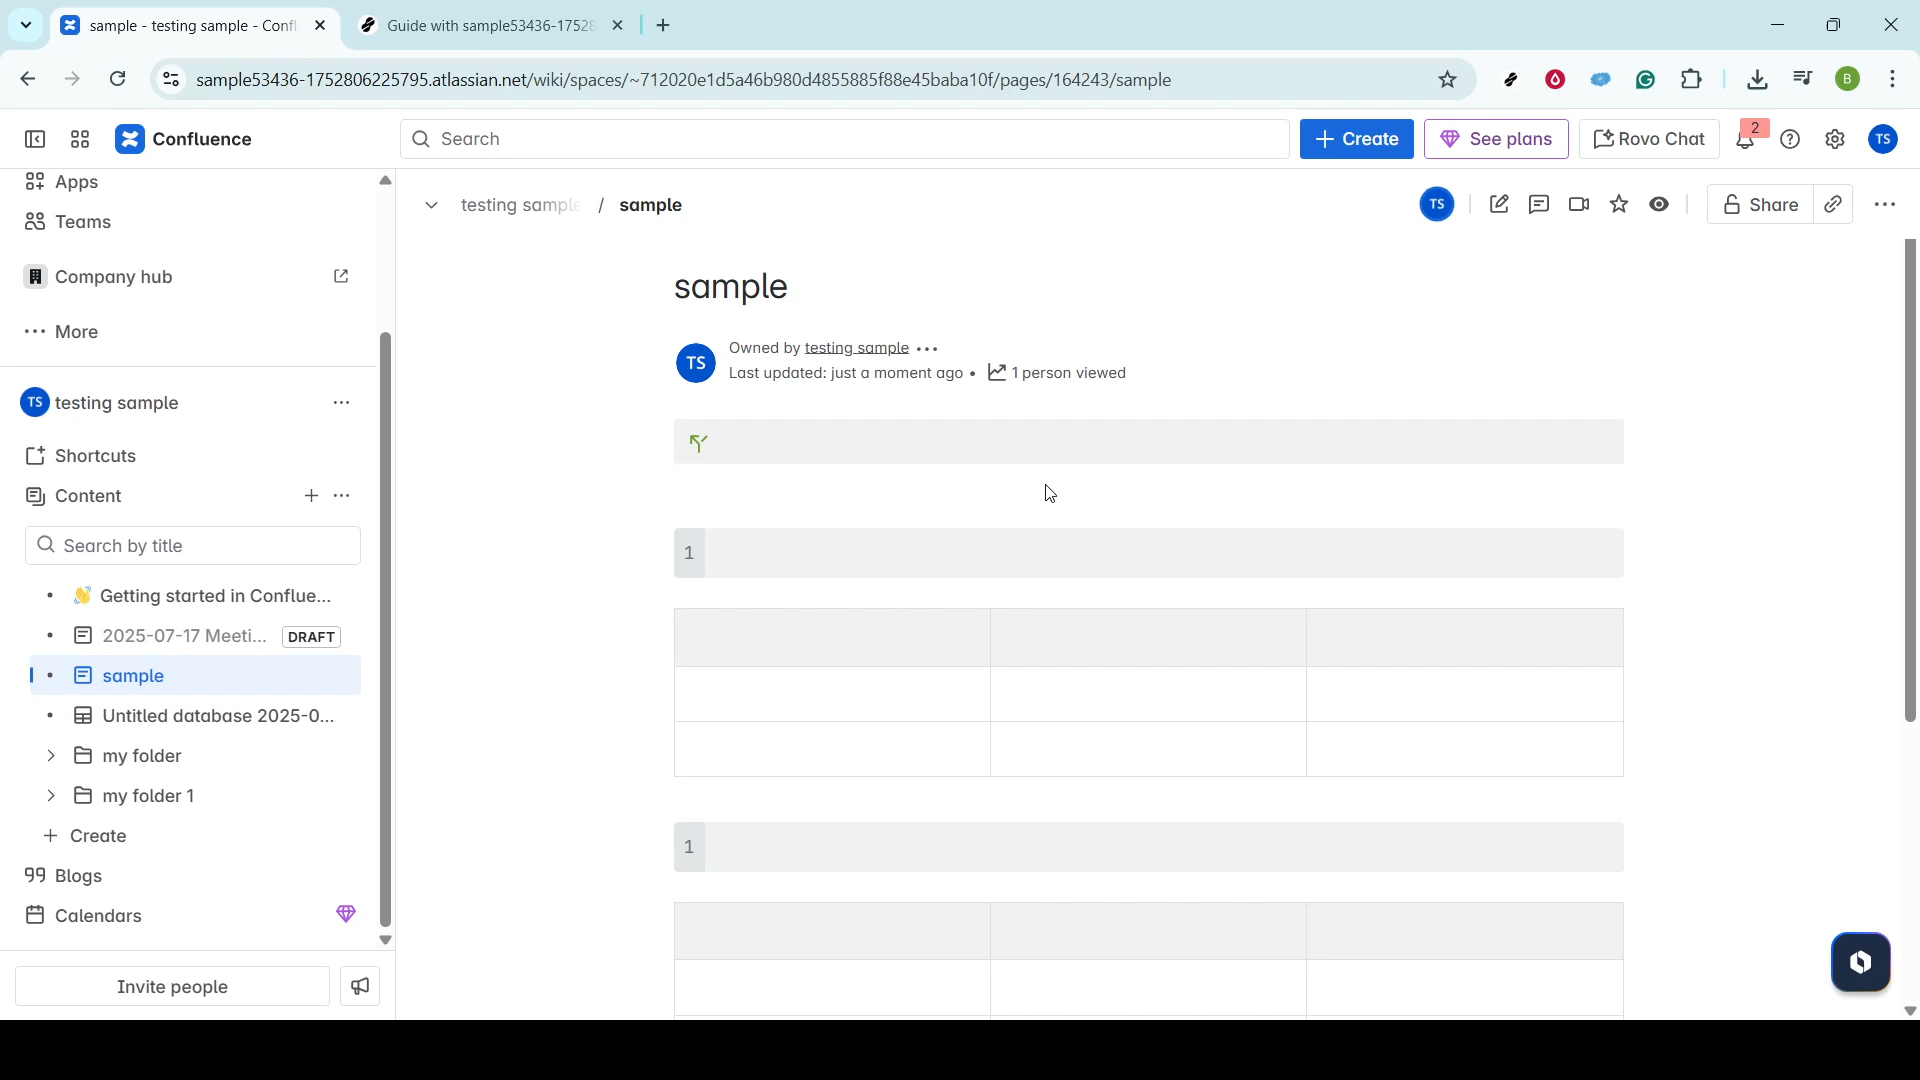 sample - testing sample - Conf
Guide with sample53436-1752
sample53436-1752806225795.atlassian.net/wiki/spaces/~712020e1d5a46b980d4855885f88e45baba10f/pages/164243/sample
B
Confluence
Search
Create
See plans
Rovo Chat
2
TS
Apps
Teams
Company hub
More
TS testing sample
Shortcuts
Content
Search by title
👋 Getting started in Conflue...
2025-07-17 Meeti... DRAFT
sample
Untitled database 2025-0...
my folder
my folder 1
Create
Blogs
Calendars
Invite people
testing sample / sample
TS
Share
sample
TS
Owned by testing sample
Last updated: just a moment ago • 1 person viewed
1
1